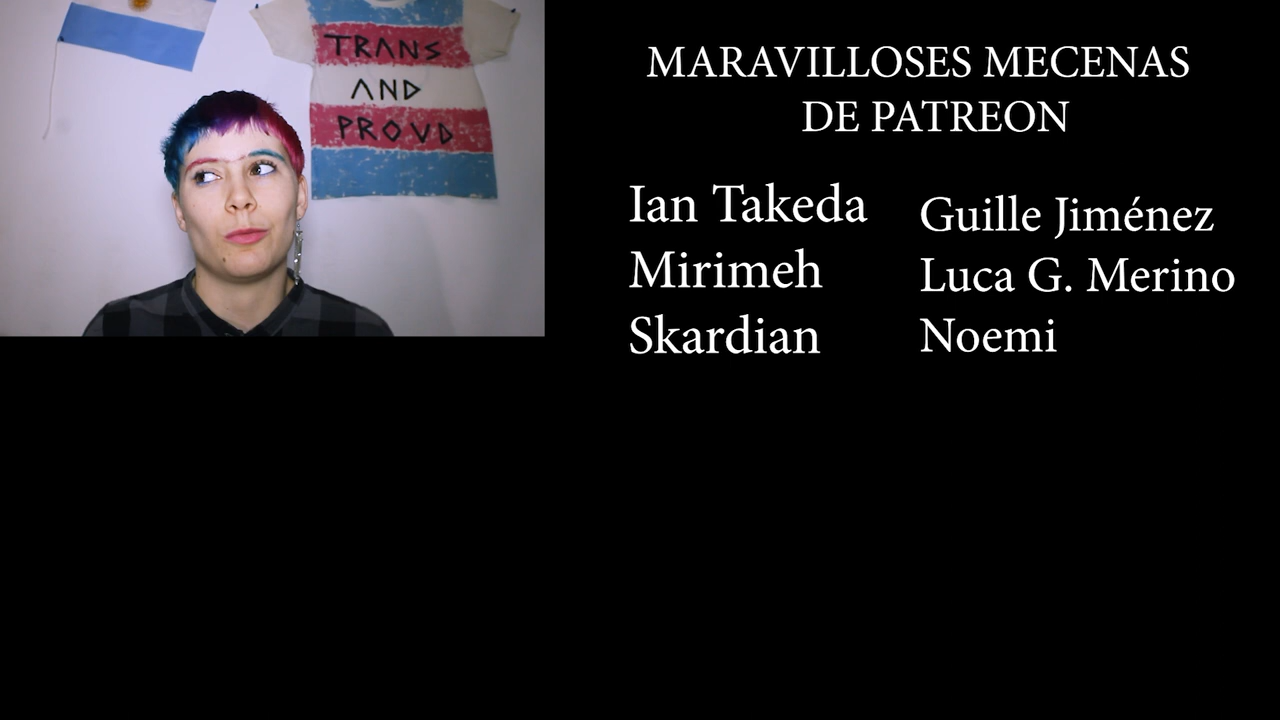 TRANS
AND
PROUD
MARAVILLOSES MECENAS
DE PATREON
Ian Takeda
Mirimeh
Skardian
Guille Jiménez
Luca G. Merino
Noemi